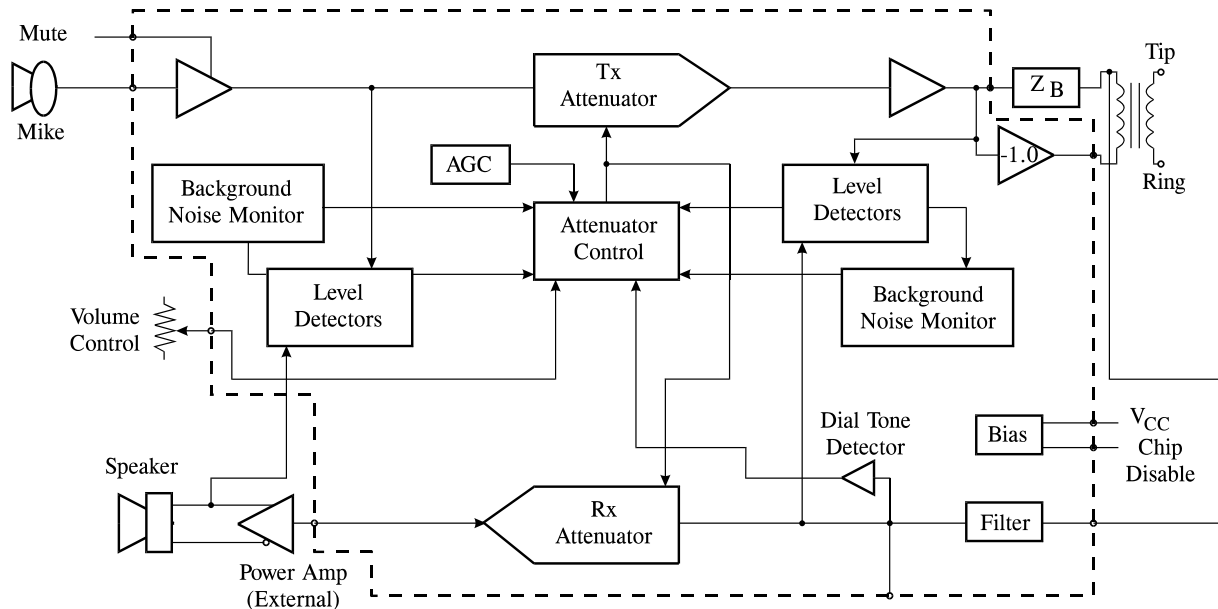 Mute
Mike
Tx
Attenuator
Z B
Tip
Ring
-1.0
AGC
Background
Noise Monitor
Level
Detectors
Attenuator
Control
Level
Detectors
Background
Noise Monitor
Volume
Control
Dial Tone
Detector
Bias
VCC
Chip
Disable
Speaker
Rx
Attenuator
Filter
Power Amp
(External)